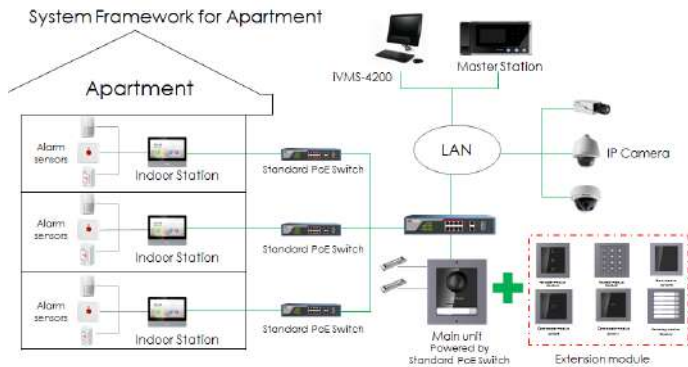 System Framework for Apartment
Apartment
IVMS-4200
Master Station
LAN
IP Camera
Alarm
sensors
Indoor Station
Standard PoE Switch
Alarm
sensors
Indoor Station
Standard PoE Switch
Alarm
sensors
Indoor Station
Standard PoE Switch
Main unit
Powered by
Standard PoE Switch
Extension module